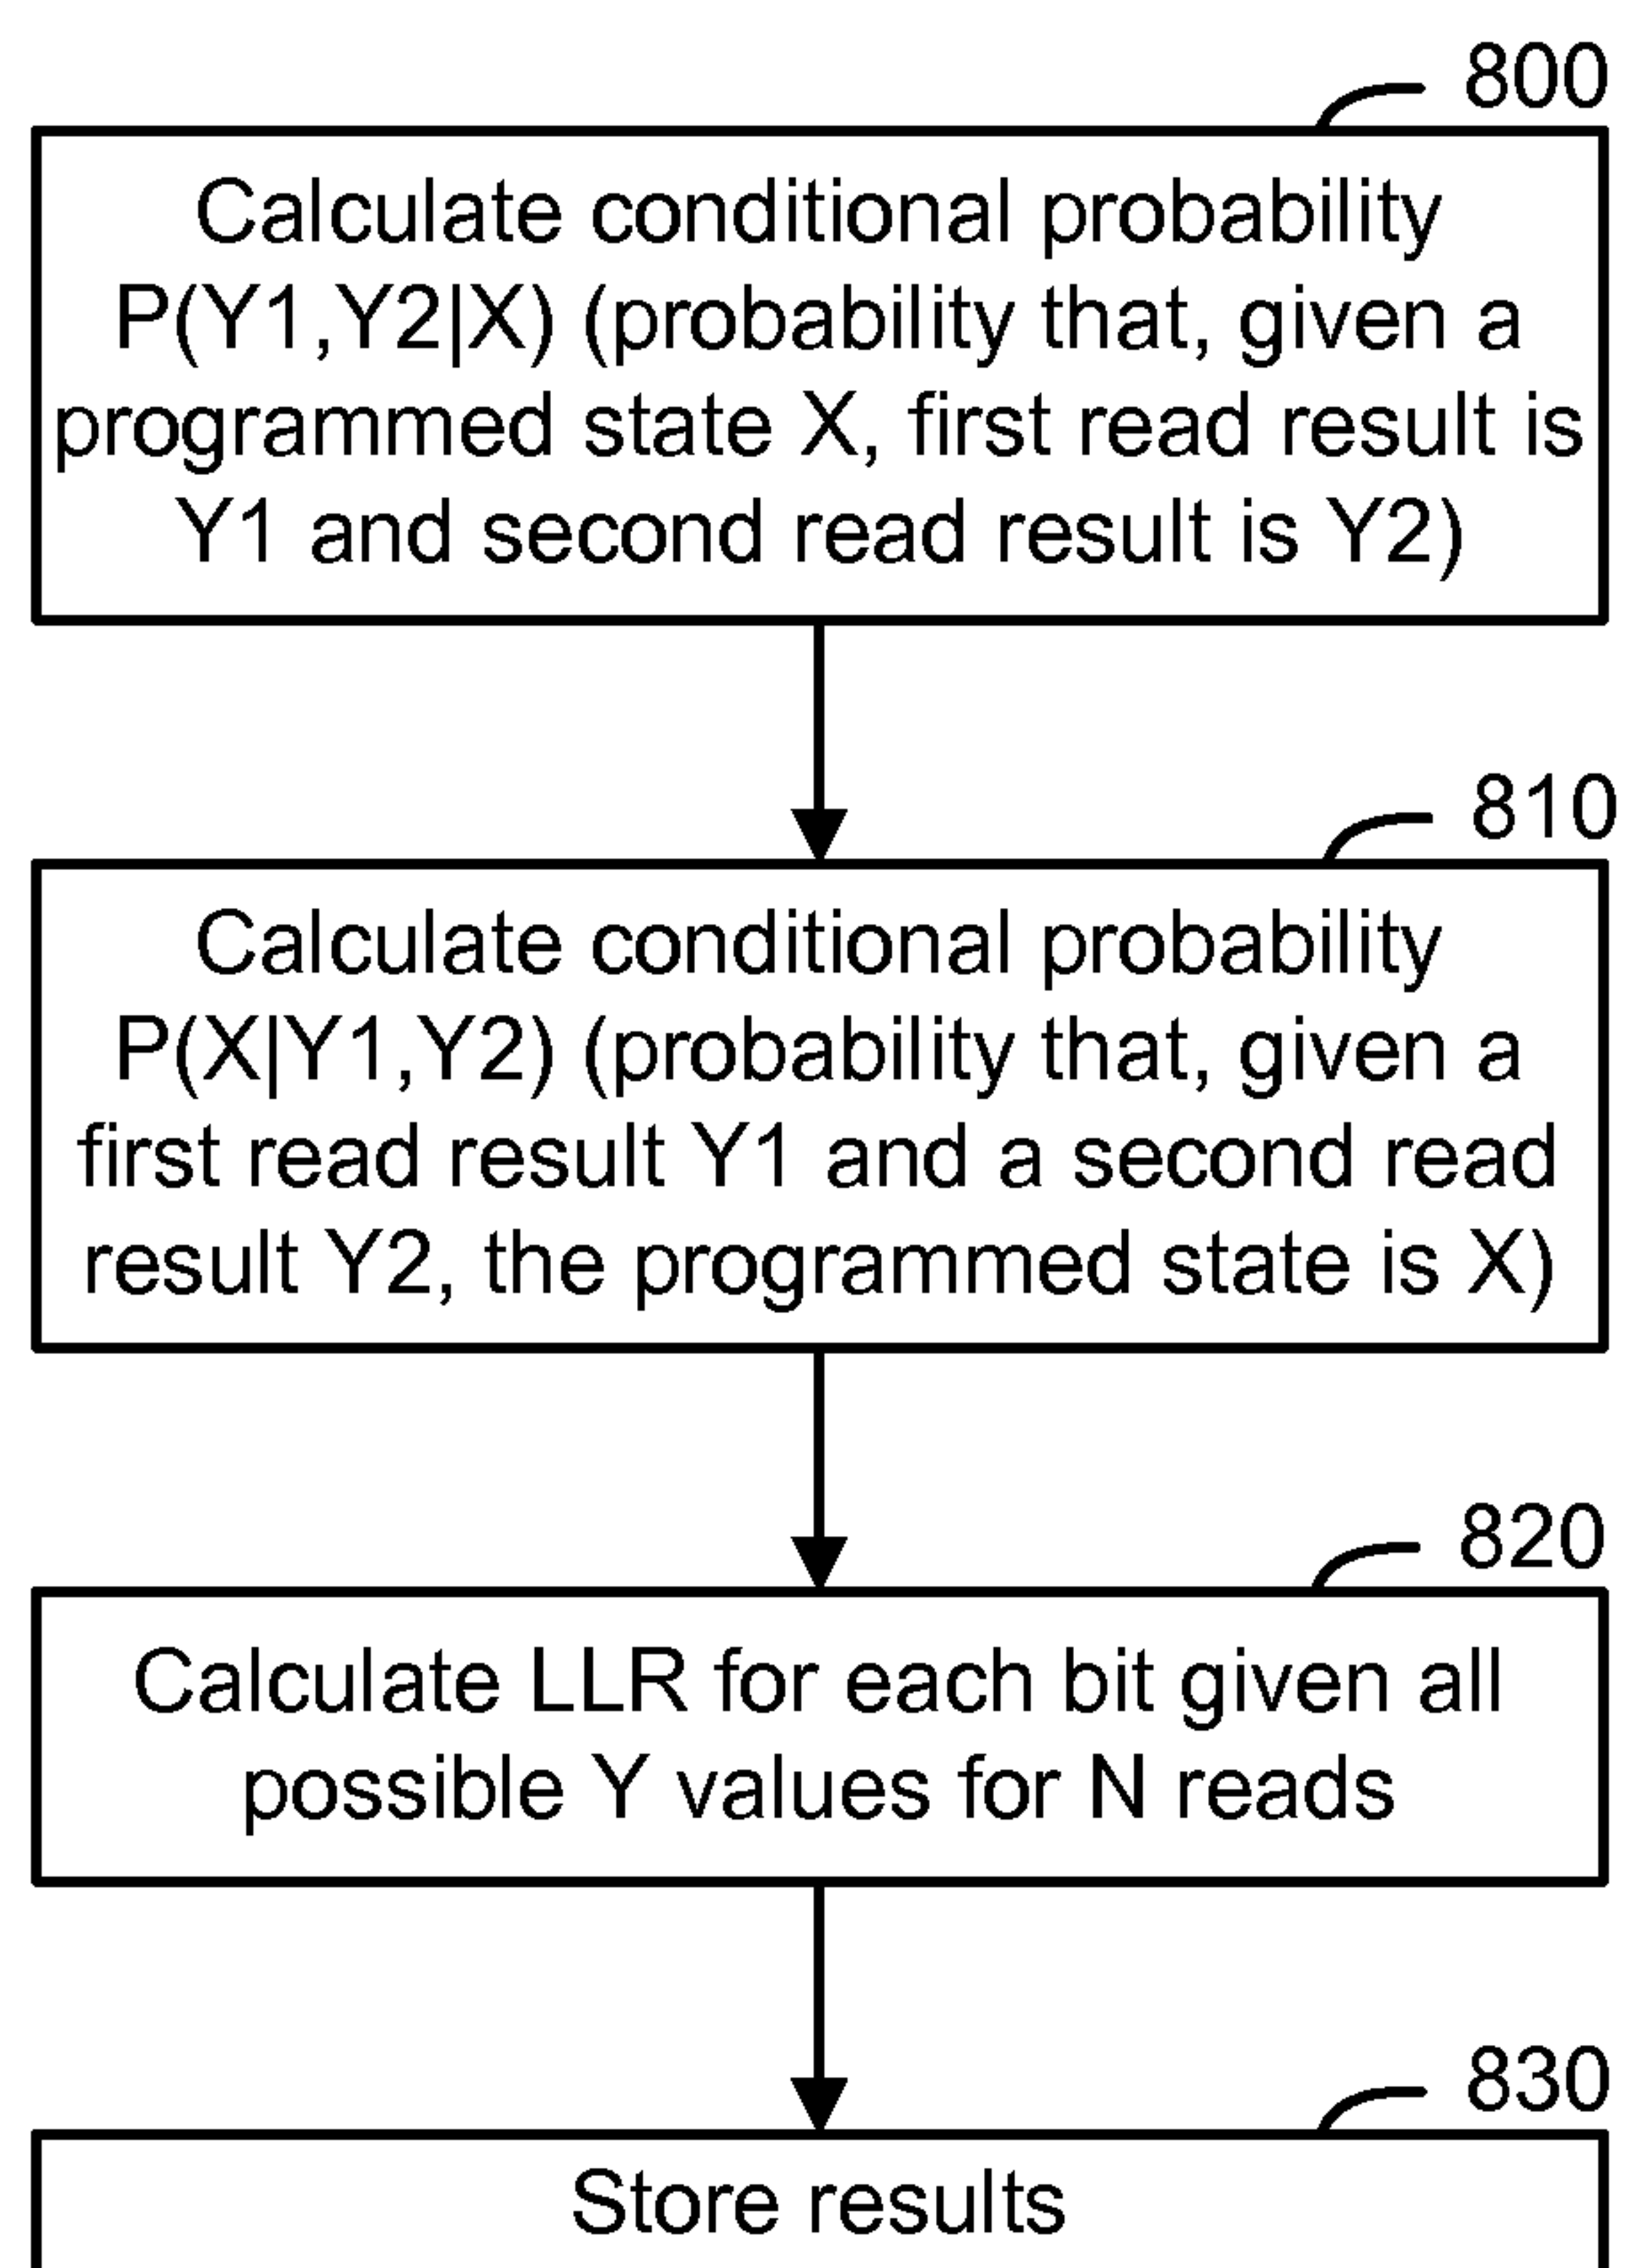 800
Calculate conditional probability
P(Y1,Y2|X) (probability that, given a
programmed state X, first read result is
Y1 and second read result is Y2)
810
Calculate conditional probability
P(X|Y1,Y2) (probability that, given a
first read result Y1 and a second read
result Y2, the programmed state is X)
820
Calculate LLR for each bit given all
possible Y values for N reads
830
Store results